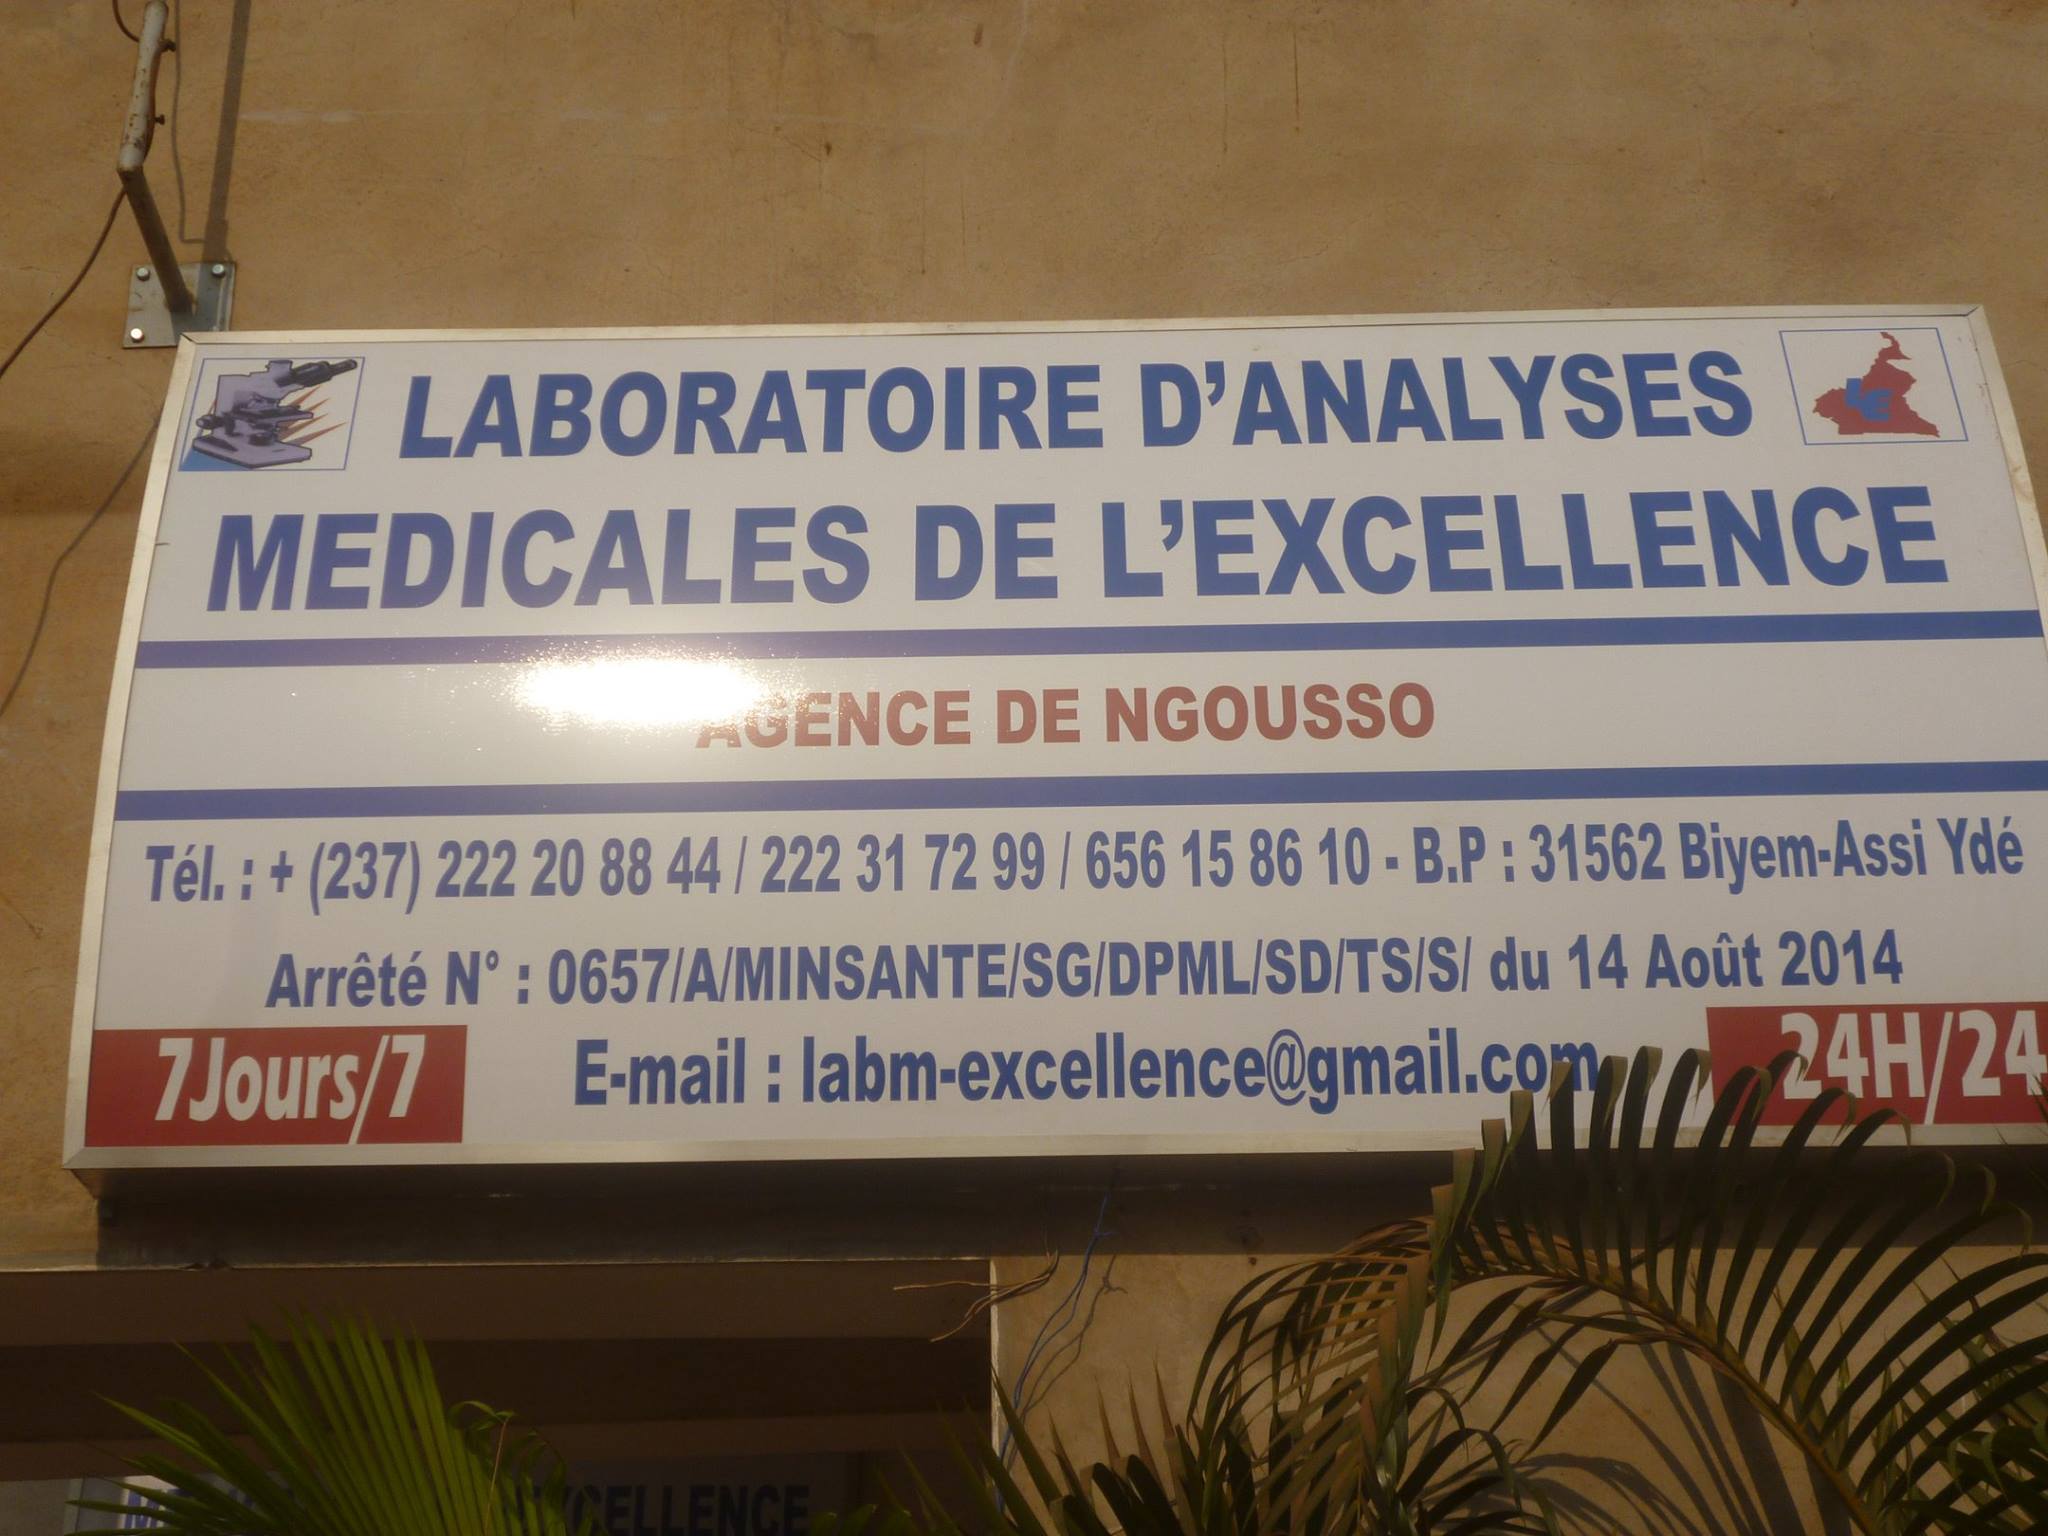 LABORATOIRE D'ANALYSES
LE
MEDICALES DE L'EXCELLENCE
AGENCE DE NGOUSSO
Tél. : + (237) 222 20 88 44 / 222 31 72 99 / 656 15 86 10 - B.P : 31562 Biyem-Assi Ydé
Arrêté N° : 0657/A/MINSANTE/SG/DPML/SD/TS/S/ du 14 Août 2014
7Jours/7
E-mail : labm-excellence@gmail.com
24H/24
EXCELLENCE